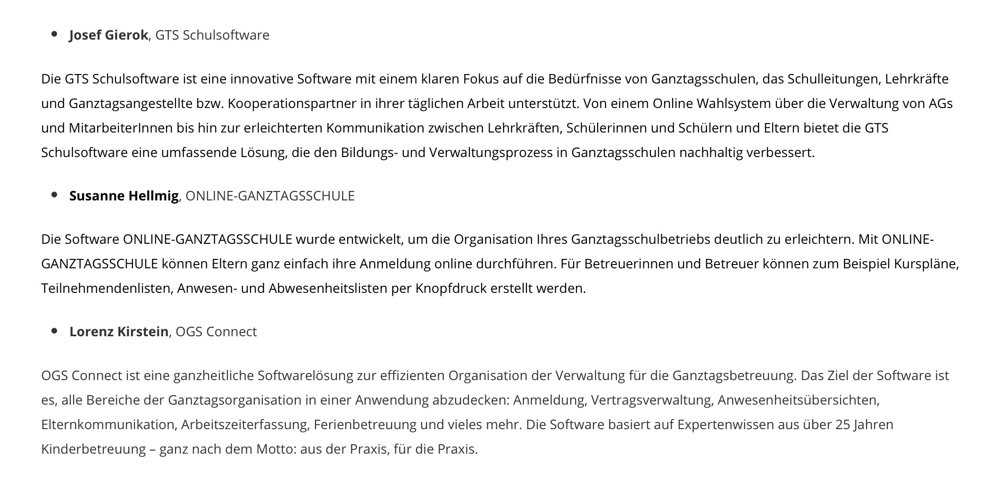 • Josef Gierok, GTS Schulsoftware
Die GTS Schulsoftware ist eine innovative Software mit einem klaren Fokus auf die Bedürfnisse von Ganztagsschulen, das Schulleitungen, Lehrkräfte
und Ganztagsangestellte bzw. Kooperationspartner in ihrer täglichen Arbeit unterstützt. Von einem Online Wahlsystem über die Verwaltung von AGs
und MitarbeiterInnen bis hin zur erleichterten Kommunikation zwischen Lehrkräften, Schülerinnen und Schülern und Eltern bietet die GTS
Schulsoftware eine umfassende Lösung, die den Bildungs- und Verwaltungsprozess in Ganztagsschulen nachhaltig verbessert.
• Susanne Hellmig, ONLINE-GANZTAGSSCHULE
Die Software ONLINE-GANZTAGSSCHULE wurde entwickelt, um die Organisation Ihres Ganztagsschulbetriebs deutlich zu erleichtern. Mit ONLINE-
GANZTAGSSCHULE können Eltern ganz einfach ihre Anmeldung online durchführen. Für Betreuerinnen und Betreuer können zum Beispiel Kurspläne,
Teilnehmendenlisten, Anwesen- und Abwesenheitslisten per Knopfdruck erstellt werden.
• Lorenz Kirstein, OGS Connect
OGS Connect ist eine ganzheitliche Softwarelösung zur effizienten Organisation der Verwaltung für die Ganztagsbetreuung. Das Ziel der Software ist
es, alle Bereiche der Ganztagsorganisation in einer Anwendung abzudecken: Anmeldung, Vertragsverwaltung, Anwesenheitsübersichten,
Elternkommunikation, Arbeitszeiterfassung, Ferienbetreuung und vieles mehr. Die Software basiert auf Expertenwissen aus über 25 Jahren
Kinderbetreuung – ganz nach dem Motto: aus der Praxis, für die Praxis.